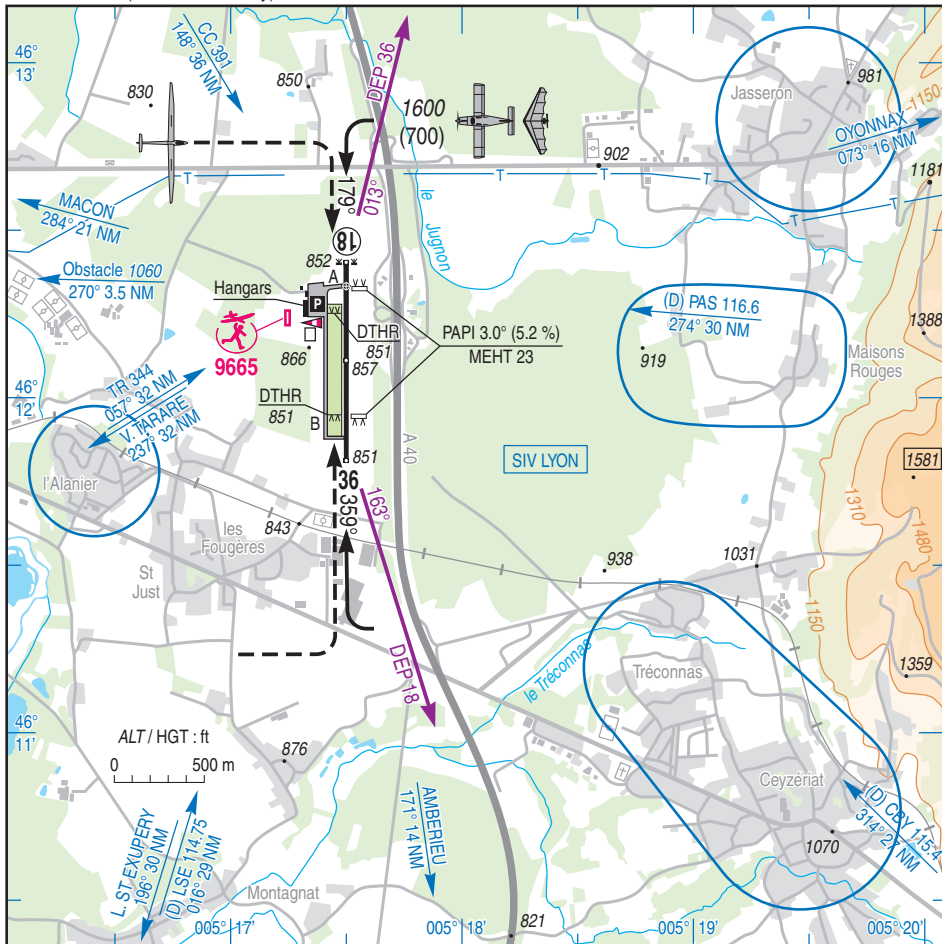 46°
13'
CC 391
148° 36 NM
830
850
DEP 36
1600
(700)
Jasseron
981
1150
OYONNAX
073° 16 NM
902
1181
T
T
T
T
T
179°
013°
le Jugnon
MACON
284° 21 NM
18
852
A
Obstacle 1060
270° 3.5 NM
Hangars
P
DTHR
851
PAPI 3.0° (5.2 %)
MEHT 23
(D) PAS 116.6
274° 30 NM
919
1388
Maisons
Rouges
9665
866
857
46°
12'
TR 344
057° 32 NM
V. TARARE
237° 32 NM
DTHR
851
B
A 40
851
SIV LYON
1581
l'Alanier
36
359°
163°
1310
1480
les
Fougères
843
St
Just
938
1031
1150
DEP 18
le Tréconnas
Tréconnas
1359
46°
11'
ALT / HGT : ft
0
500 m
876
Ceyzériat
(D) CBY 115.4
314° 27 NM
1070
AMBERIEU
171° 14 NM
L. ST EXUPERY
196° 30 NM
(D) LSE 114.75
016° 29 NM
Montagnat
821
005° 17'
005° 18'
005° 19'
005° 20'